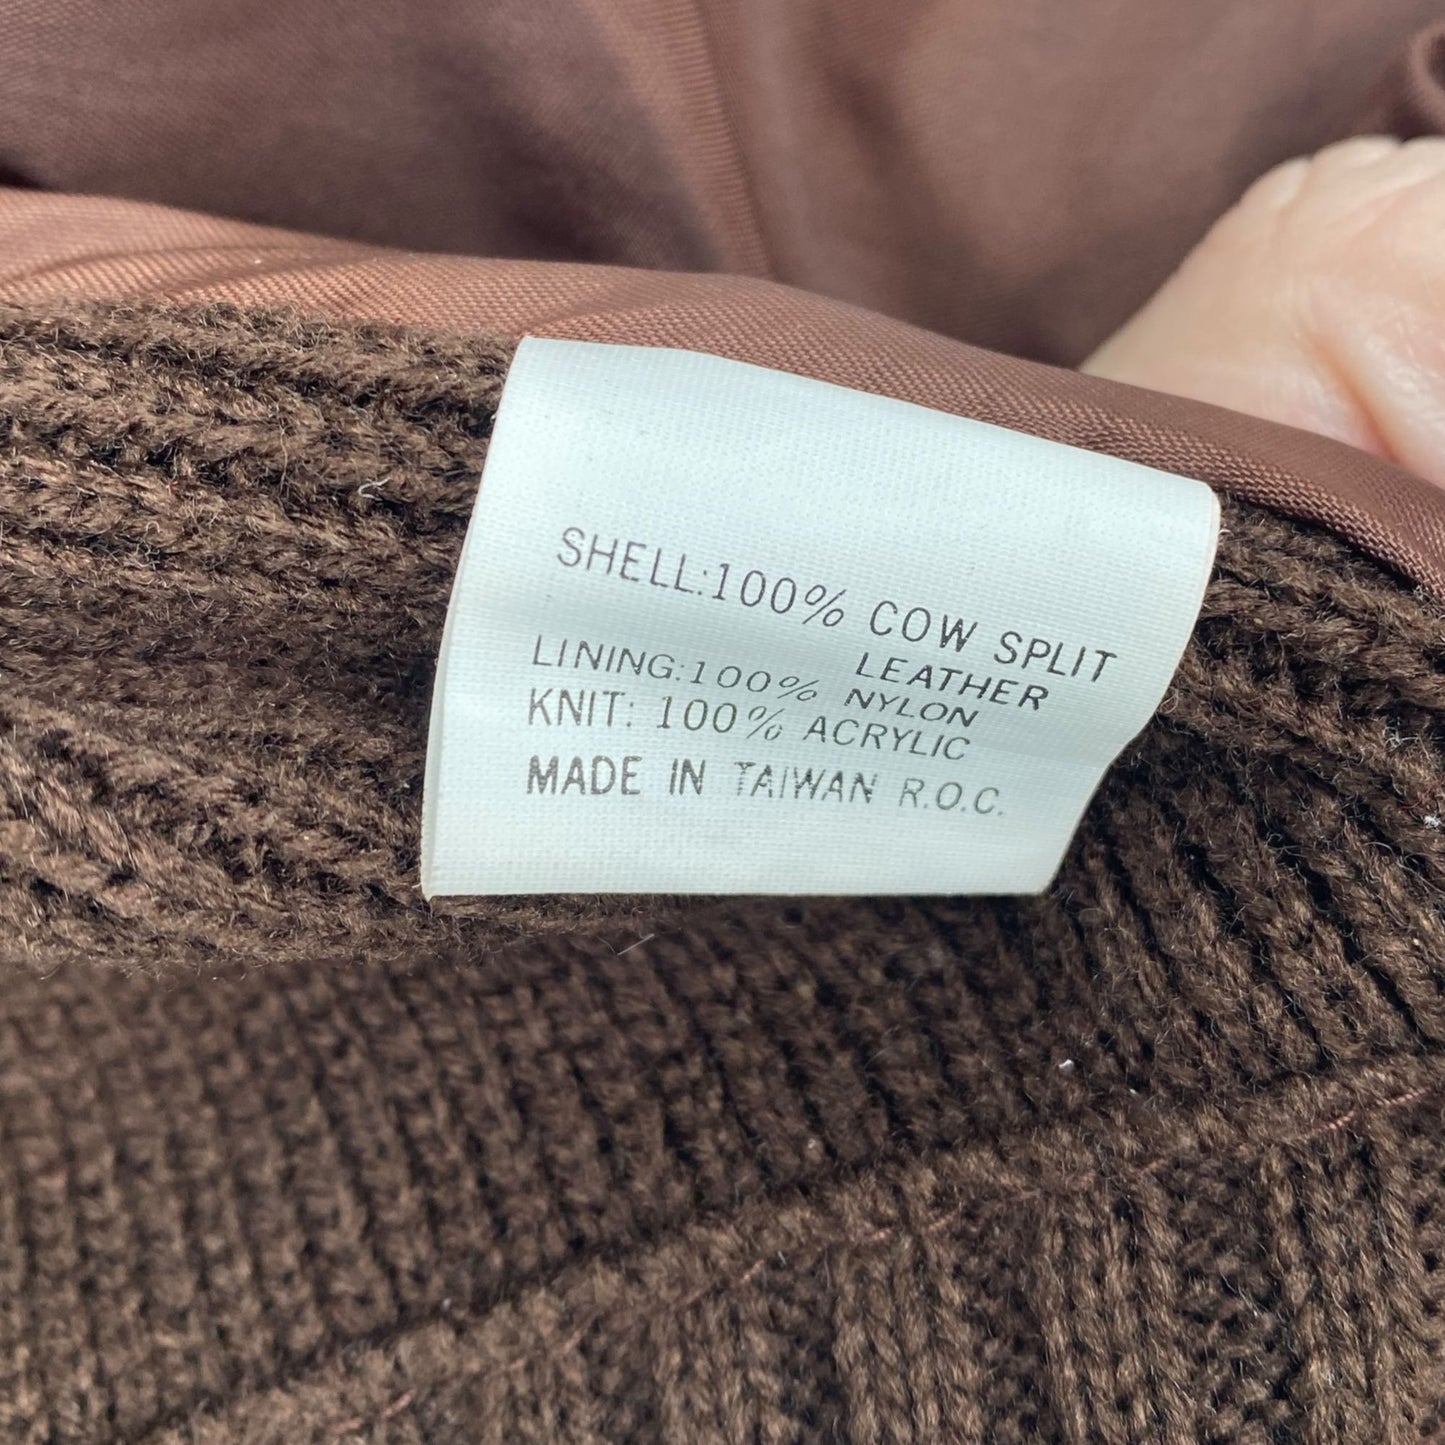 SHELL:100% COW SPLIT
LEATHER
LINING:100% NYLON
KNIT: 100% ACRYLIC
MADE IN TAIWAN R.O.C.